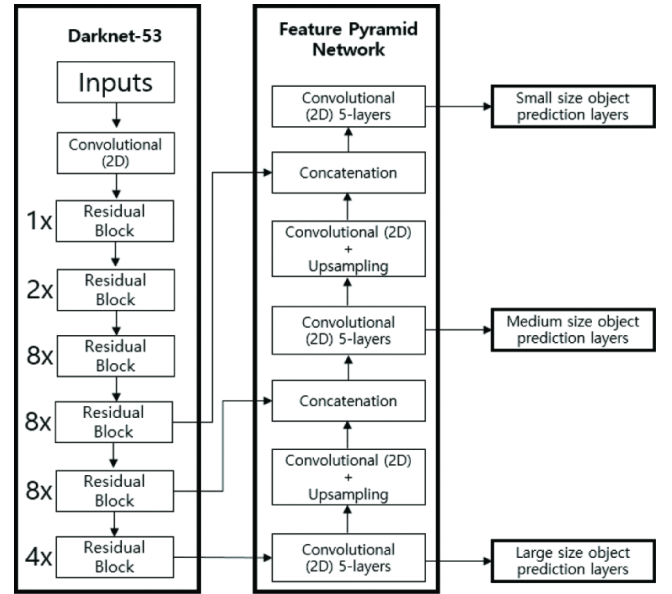 Darknet-53
Inputs
Convolutional
(2D)
1x
Residual
Block
2x
Residual
Block
8x
Residual
Block
8x
Residual
Block
8x
Residual
Block
4x
Residual
Block
Feature Pyramid
Network
Convolutional
(2D) 5-layers
Concatenation
Convolutional (2D)
+
Upsampling
Convolutional
(2D) 5-layers
Concatenation
Convolutional (2D)
+
Upsampling
Convolutional
(2D) 5-layers
Small size object
prediction layers
Medium size object
prediction layers
Large size object
prediction layers